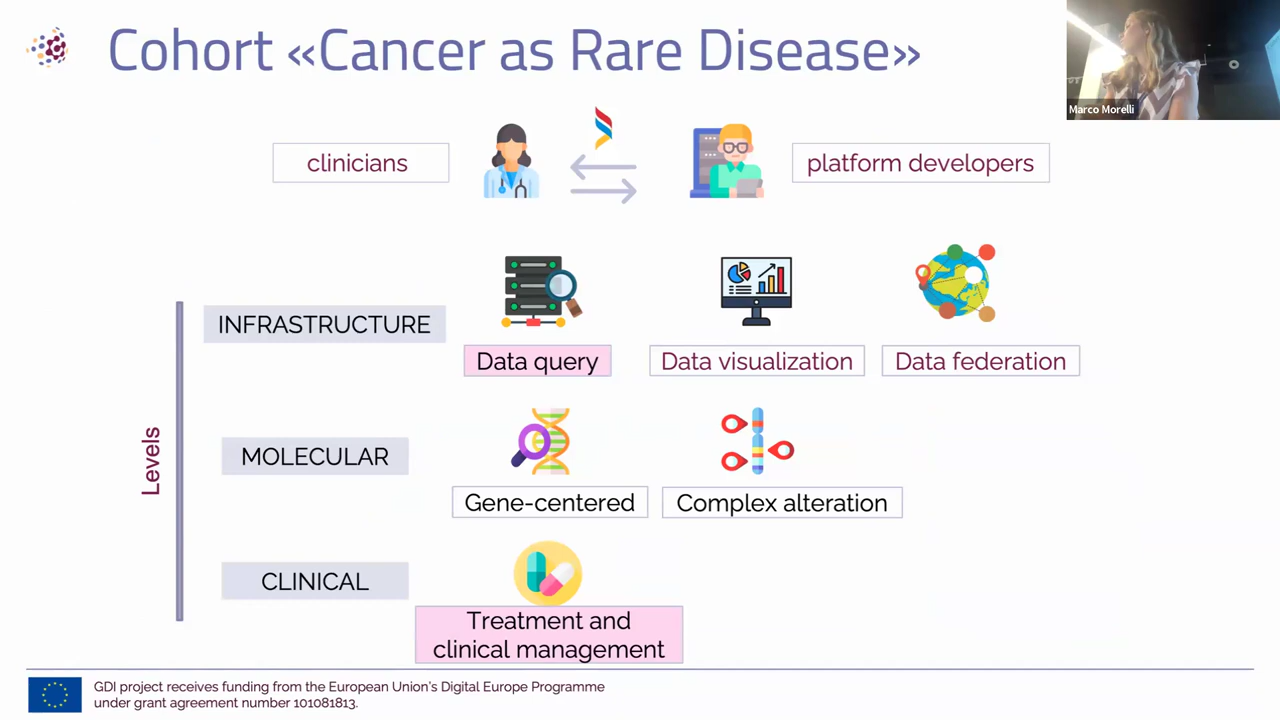 Cohort «Cancer as Rare Disease»
Marco Morelli
clinicians
platform developers
Levels
INFRASTRUCTURE
Data query
Data visualization
Data federation
MOLECULAR
Gene-centered
Complex alteration
CLINICAL
Treatment and
clinical management
GDI project receives funding from the European Union's Digital Europe Programme
under grant agreement number 101081813.